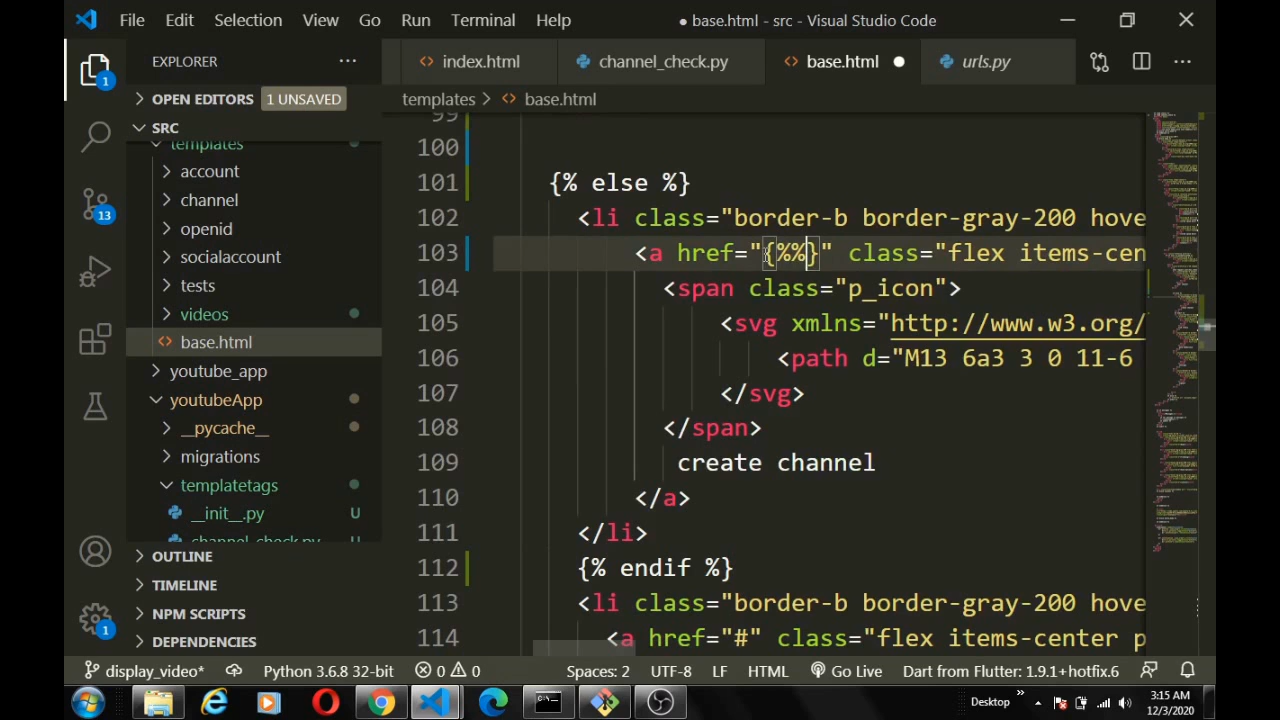 File Edit Selection View Go Run Terminal Help
● base.html - src - Visual Studio Code
1
13
1
EXPLORER ···
OPEN EDITORS 1 UNSAVED
SRC
templates
account
channel
openid
socialaccount
tests
videos
<> base.html
youtube_app
youtubeApp
__pycache__
migrations
templatetags
__init__.py U
channel_check.py
OUTLINE
TIMELINE
NPM SCRIPTS
DEPENDENCIES
<> index.html channel_check.py <> base.html ● urls.py ···
templates > <> base.html
99
100
101 {% else %}
102 <li class="border-b border-gray-200 hove
103 <a href="{%%}" class="flex items-cen
104 <span class="p_icon">
105 <svg xmlns="http://www.w3.org/
106 <path d="M13 6a3 3 0 11-6
107 </svg>
108 </span>
109 create channel
110 </a>
111 </li>
112 {% endif %}
113 <li class="border-b border-gray-200 hove
114 <a href="#" class="flex items-center p
display_video* Python 3.6.8 32-bit 0 0 Spaces: 2 UTF-8 LF HTML Go Live Dart from Flutter: 1.9.1+hotfix.6
Desktop » 3:15 AM
12/3/2020